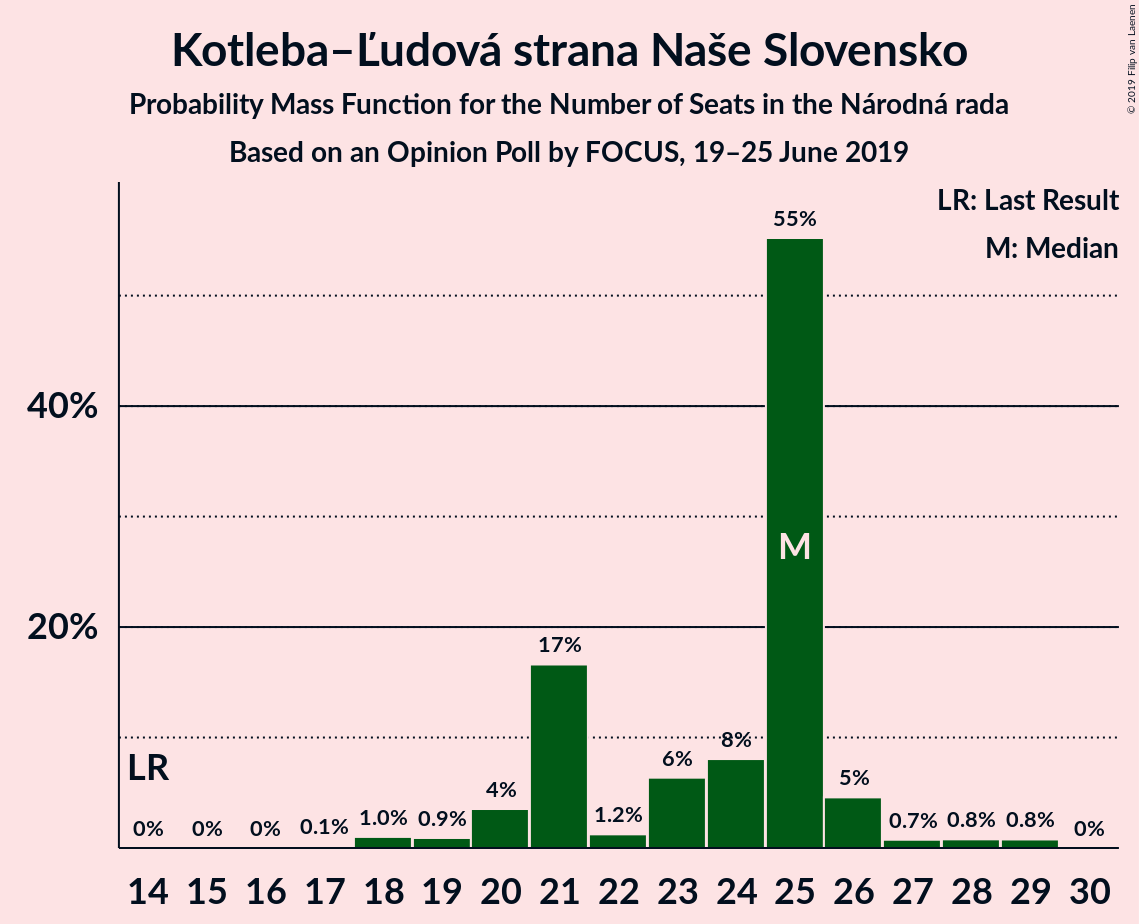 Kotleba–Ľudová strana Naše Slovensko
Probability Mass Function for the Number of Seats in the Národná rada
Based on an Opinion Poll by FOCUS, 19–25 June 2019
© 2019 Filip van Laenen
LR: Last Result
M: Median
55%
40%
M
20%
17%
8%
LR
6%
5%
4%
0% 0% 0% 0.1% 1.0% 0.9% 1.2% 0.7% 0.8% 0.8% 0%
14 15 16 17 18 19 20 21 22 23 24 25 26 27 28 29 30